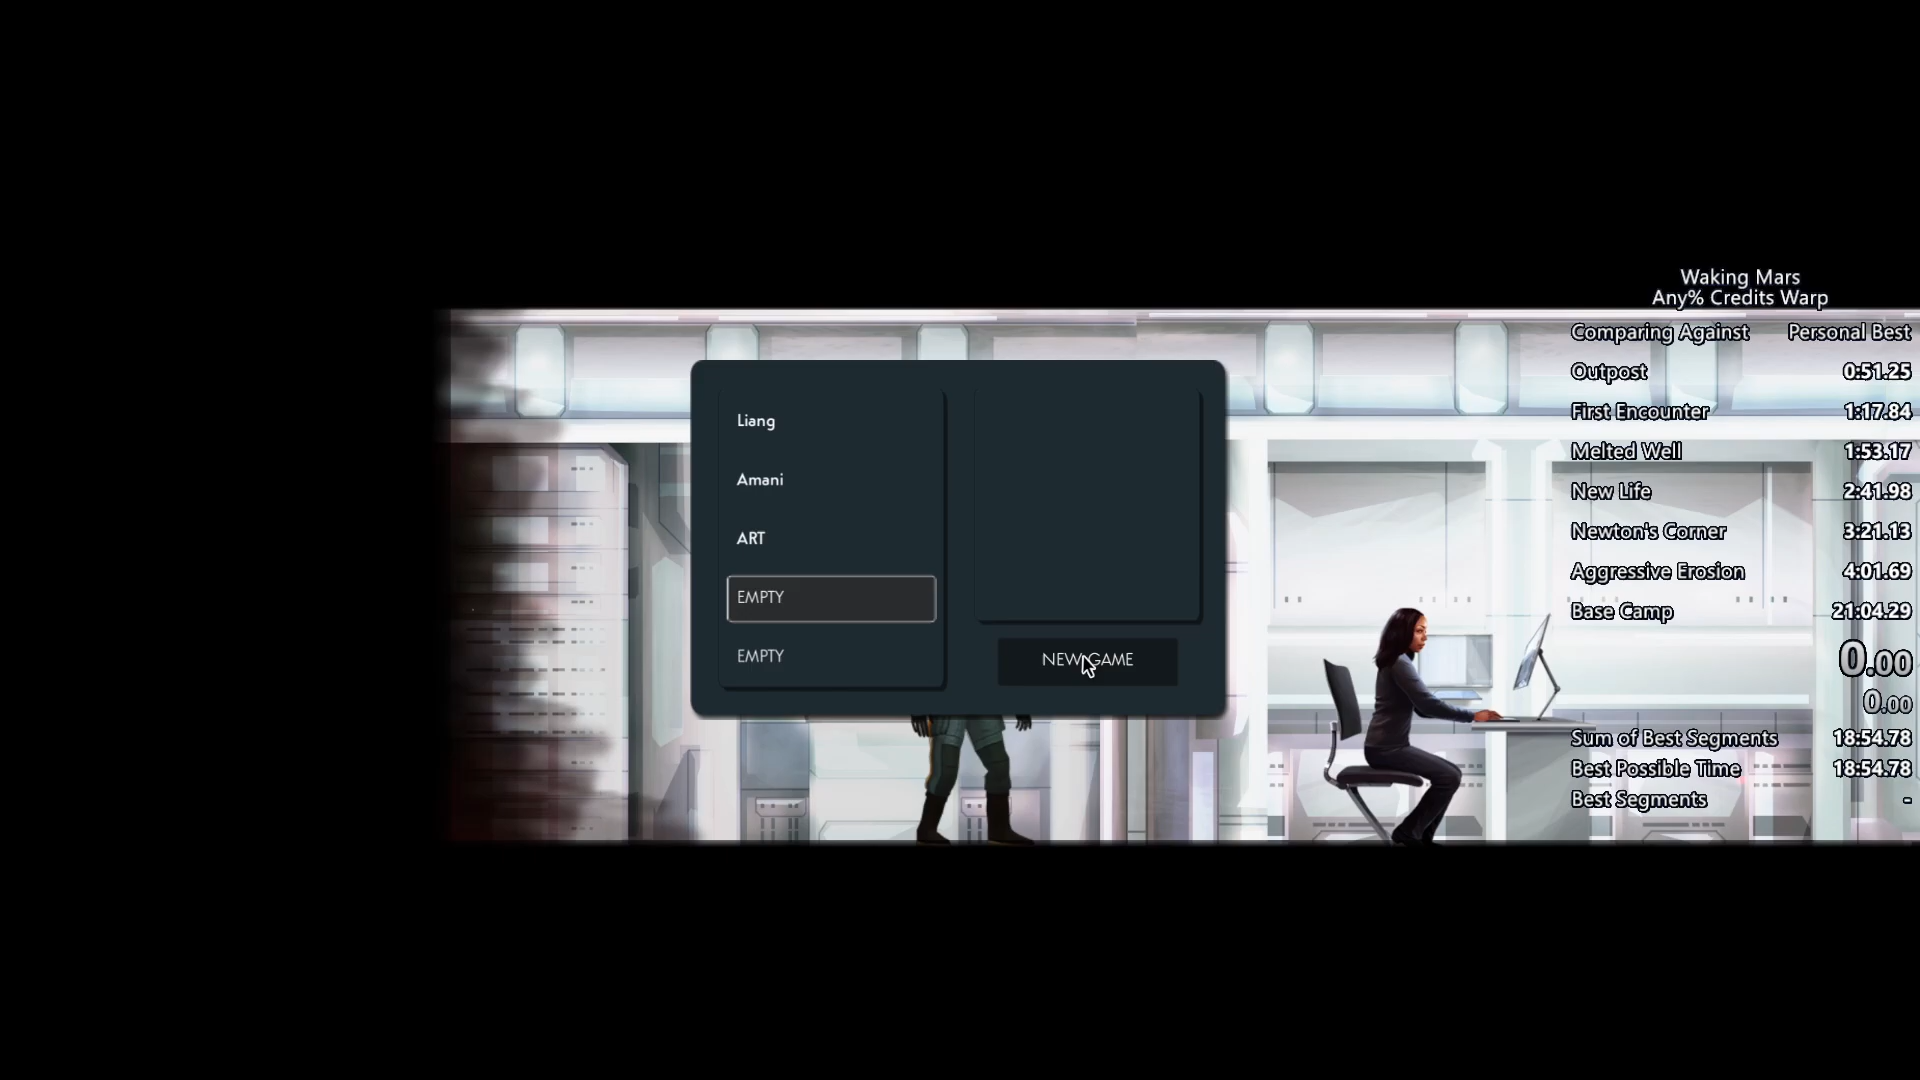 Liang
Amani
ART
EMPTY
EMPTY
NEW GAME
Waking Mars
Any% Credits Warp
Comparing Against Personal Best
Outpost 0:51.25
First Encounter 1:17.84
Melted Well 1:53.17
New Life 2:41.98
Newton's Corner 3:21.13
Aggressive Erosion 4:01.69
Base Camp 21:04.29
0.00
0.00
Sum of Best Segments 18:54.78
Best Possible Time 18:54.78
Best Segments -